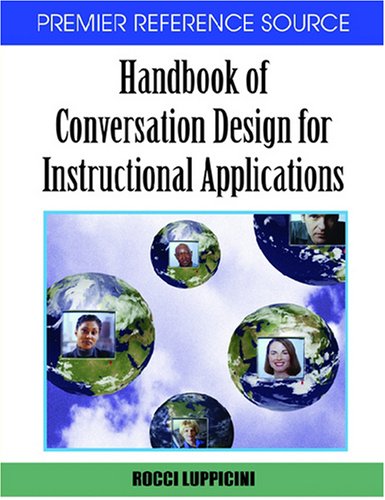 PREMIER REFERENCE SOURCE
Handbook of
Conversation Design for
Instructional Applications
ROCCI LUPPICINI